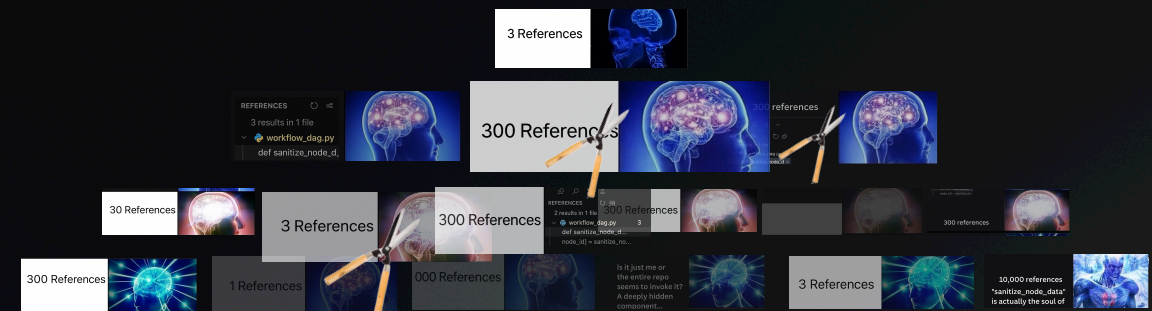 3 References
REFERENCES
3 results in 1 file
workflow_dag.py
def sanitize_node_d,
300 References
300 references
30 References
3 References
300 References
REFERENCES
2 results in 1 file
workflow_dag.py 3
def sanitize_node_d...
node_id] = sanitize_no...
300 References
300 references
300 References
1 References
000 References
Is it just me or
the entire repo
seems to invoke it?
A deeply hidden
component...
3 References
10,000 references
"sanitize_node_data"
is actually the soul of